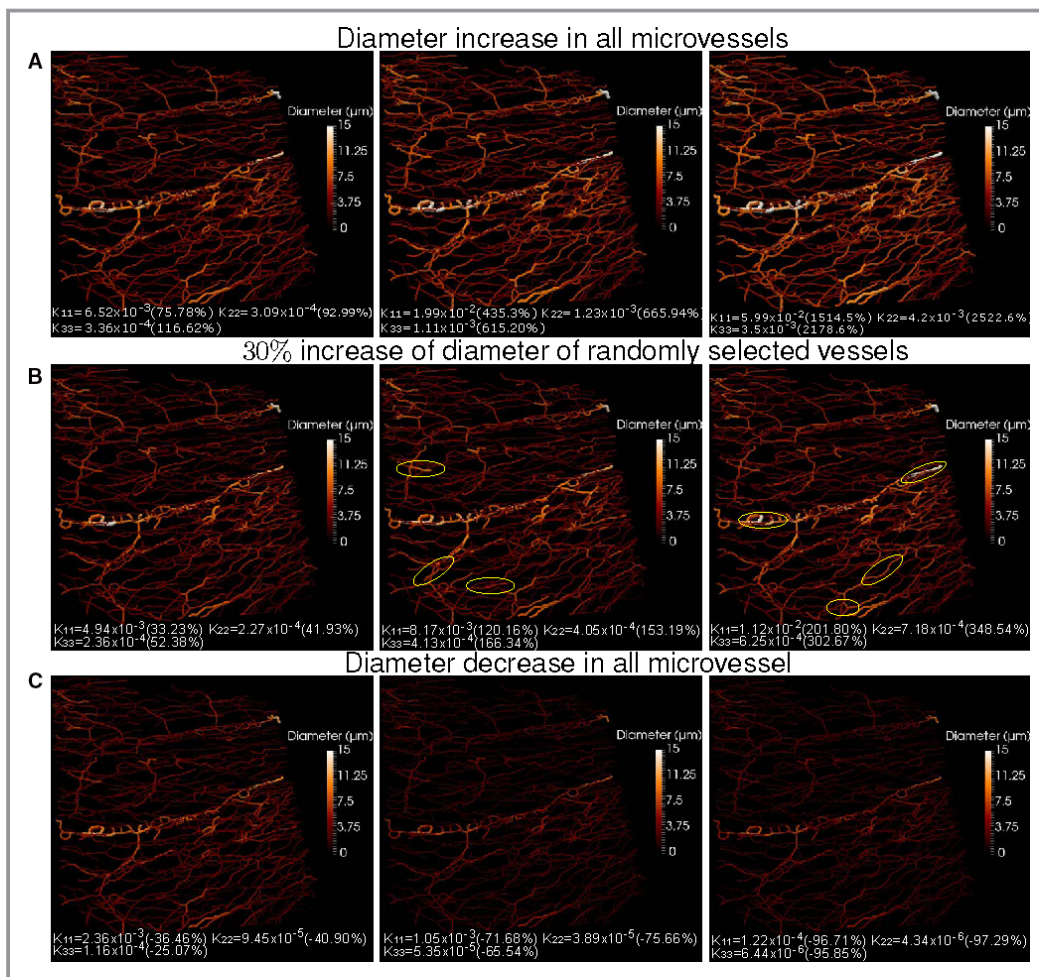 Diameter increase in all microvessels
A
Diameter (µm)
15
11.25
7.5
3.75
0
K11=6.52x10-3(75.78%) K22=3.09x10-4(92.99%)
K33=3.36x10-4(116.62%)
Diameter (µm)
15
11.25
7.5
3.75
0
K11=1.99x10-2(435.3%) K22=1.23x10-3(665.94%)
K33=1.11x10-3(615.20%)
Diameter (µm)
15
11.25
7.5
3.75
0
K11=5.99x10-2(1514.5%) K22=4.2x10-3(2522.6%)
K33=3.5x10-3(2178.6%)
30% increase of diameter of randomly selected vessels
B
Diameter (µm)
15
11.25
7.5
3.75
0
K11=4.94x10-3(33.23%) K22=2.27x10-4(41.93%)
K33=2.36x10-4(52.38%)
Diameter (µm)
15
11.25
7.5
3.75
0
K11=8.17x10-3(120.16%) K22=4.05x10-4(153.19%)
K33=4.13x10-4(166.34%)
Diameter (µm)
15
11.25
7.5
3.75
0
K11=1.12x10-2(201.80%) K22=7.18x10-4(348.54%)
K33=6.25x10-4(302.67%)
Diameter decrease in all microvessel
C
Diameter (µm)
15
11.25
7.5
3.75
0
K11=2.36x10-3(-36.46%) K22=9.45x10-5(-40.90%)
K33=1.16x10-4(-25.07%)
Diameter (µm)
15
11.25
7.5
3.75
0
K11=1.05x10-3(-71.68%) K22=3.89x10-5(-75.66%)
K33=5.35x10-5(-65.54%)
Diameter (µm)
15
11.25
7.5
3.75
0
K11=1.22x10-4(-96.71%) K22=4.34x10-6(-97.29%)
K33=6.44x10-6(-95.85%)